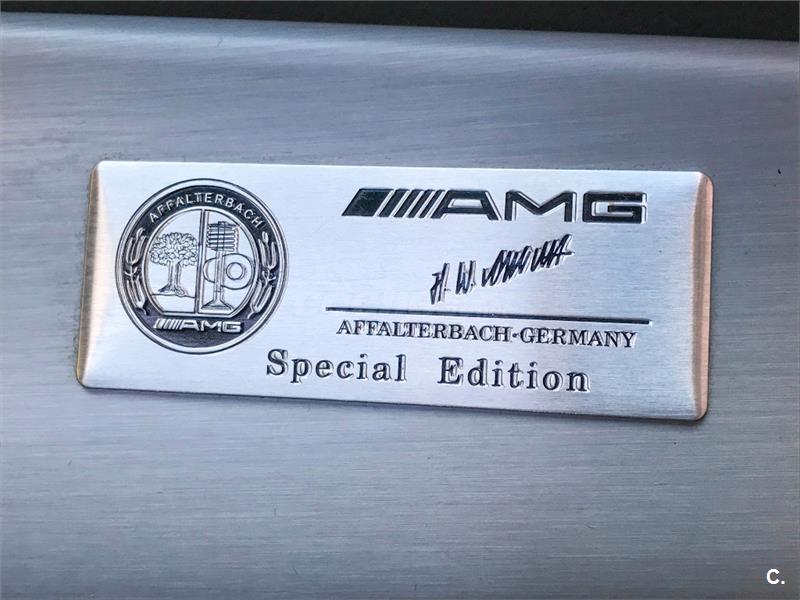 AFFALTERBACH
AMG
AMG
AFFALTERBACH-GERMANY
Special Edition
C.